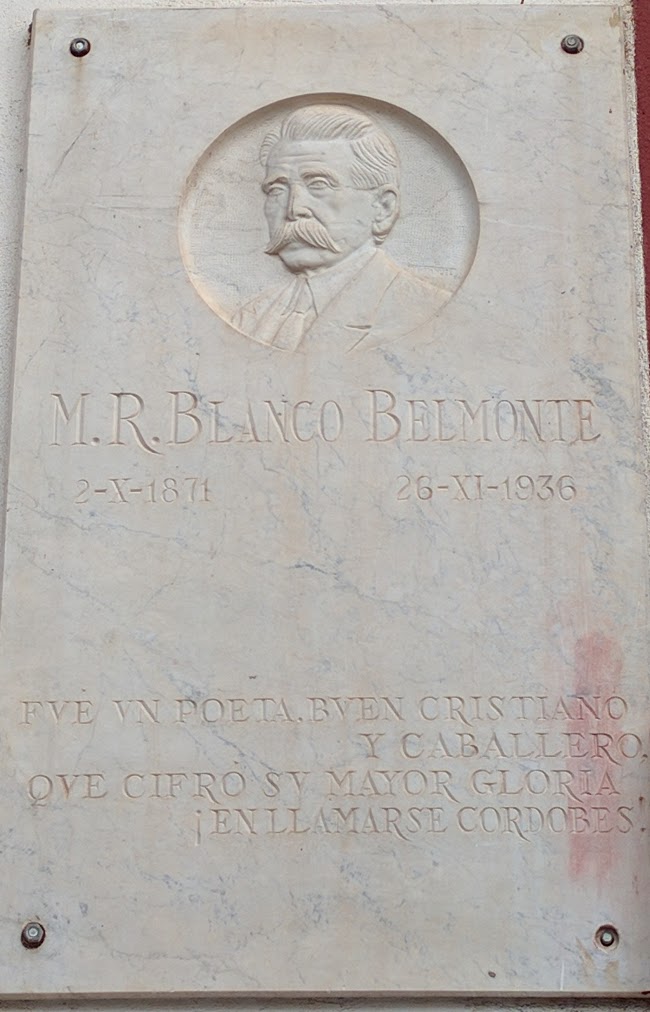 M. R. BLANCO BELMONTE
2-X-1871 26-XI-1936
FVE VN POETA, BVEN CRISTIANO
Y CABALLERO,
QVE CIFRÓ SV MAYOR GLORIA
¡EN LLAMARSE CORDOBES!